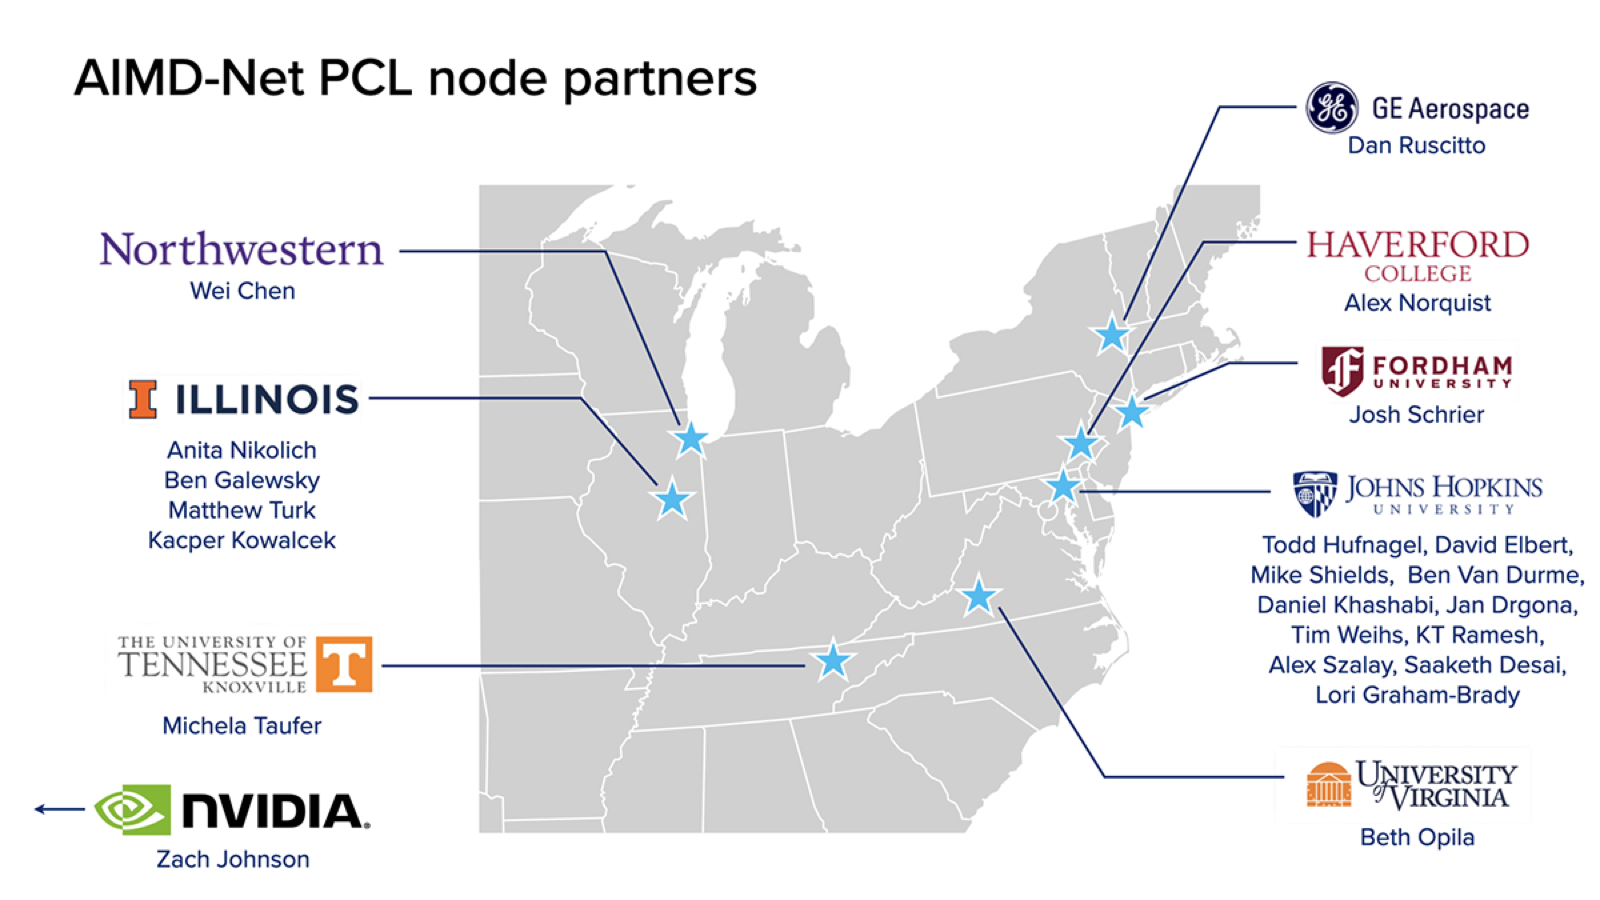 AIMD-Net PCL node partners
Northwestern
Wei Chen
I ILLINOIS
Anita Nikolich
Ben Galewsky
Matthew Turk
Kacper Kowalcek
THE UNIVERSITY OF
TENNESSEE
KNOXVILLE
T
Michela Taufer
NVIDIA.
Zach Johnson
GE GE Aerospace
Dan Ruscitto
HAVERFORD
COLLEGE
Alex Norquist
F FORDHAM
UNIVERSITY
Josh Schrier
JOHNS HOPKINS
UNIVERSITY
Todd Hufnagel, David Elbert,
Mike Shields, Ben Van Durme,
Daniel Khashabi, Jan Drgona,
Tim Weihs, KT Ramesh,
Alex Szalay, Saaketh Desai,
Lori Graham-Brady
UNIVERSITY
of VIRGINIA
Beth Opila